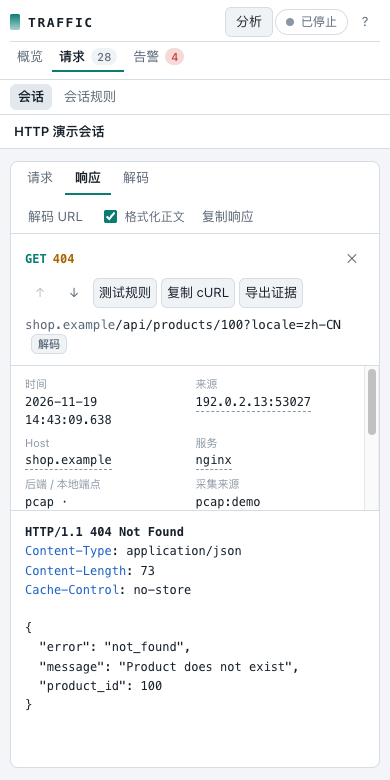 TRAFFIC 分析 已停止 ?
概览 请求 28 告警 4
会话 会话规则
HTTP 演示会话
请求 响应 解码
解码 URL 格式化正文 复制响应
GET 404 ×
↑ ↓ 测试规则 复制 cURL 导出证据
shop.example/api/products/100?locale=zh-CN
解码
时间 来源
2026-11-19 192.0.2.13:53027
14:43:09.638
Host 服务
shop.example nginx
后端 / 本地端点 采集来源
pcap · pcap:demo
HTTP/1.1 404 Not Found
Content-Type: application/json
Content-Length: 73
Cache-Control: no-store
{
"error": "not_found",
"message": "Product does not exist",
"product_id": 100
}